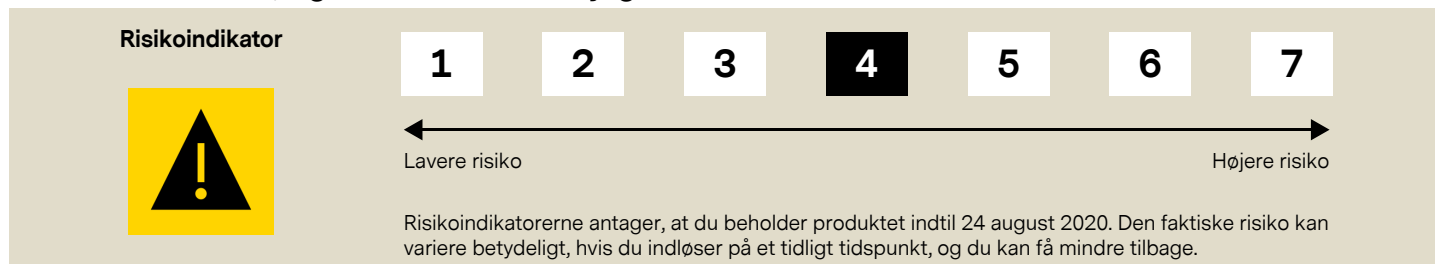 Risikoindikator
1 2 3 4 5 6 7
Lavere risiko Højere risiko
Risikoindikatorerne antager, at du beholder produktet indtil 24 august 2020. Den faktiske risiko kan
variere betydeligt, hvis du indløser på et tidligt tidspunkt, og du kan få mindre tilbage.